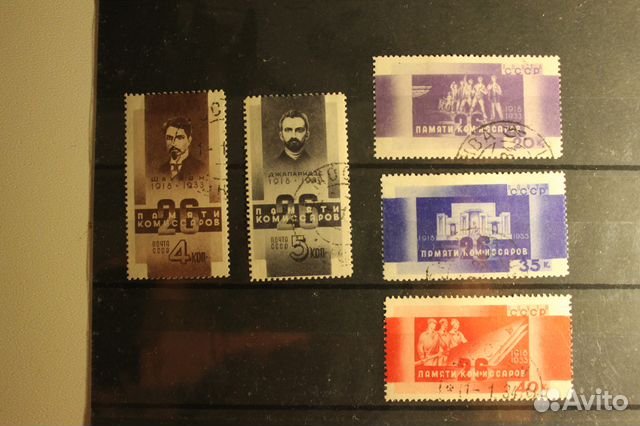 ШАУМЯН
1918-1933
26
ПАМЯТИ
КОМИССАРОВ
ПОЧТА
СССР
4 КОП.
ДЖАПАРИДЗЕ
1918-1933
26
ПАМЯТИ
КОМИССАРОВ
ПОЧТА
СССР
5 КОП.
СССР
1918
1933
26
ПАМЯТИ КОМИССАРОВ
20 К
СССР
1918 1933
26
ПАМЯТИ КОМИССАРОВ
35 К
СССР
1918
1933
26
ПАМЯТИ КОМИССАРОВ
40
Avito